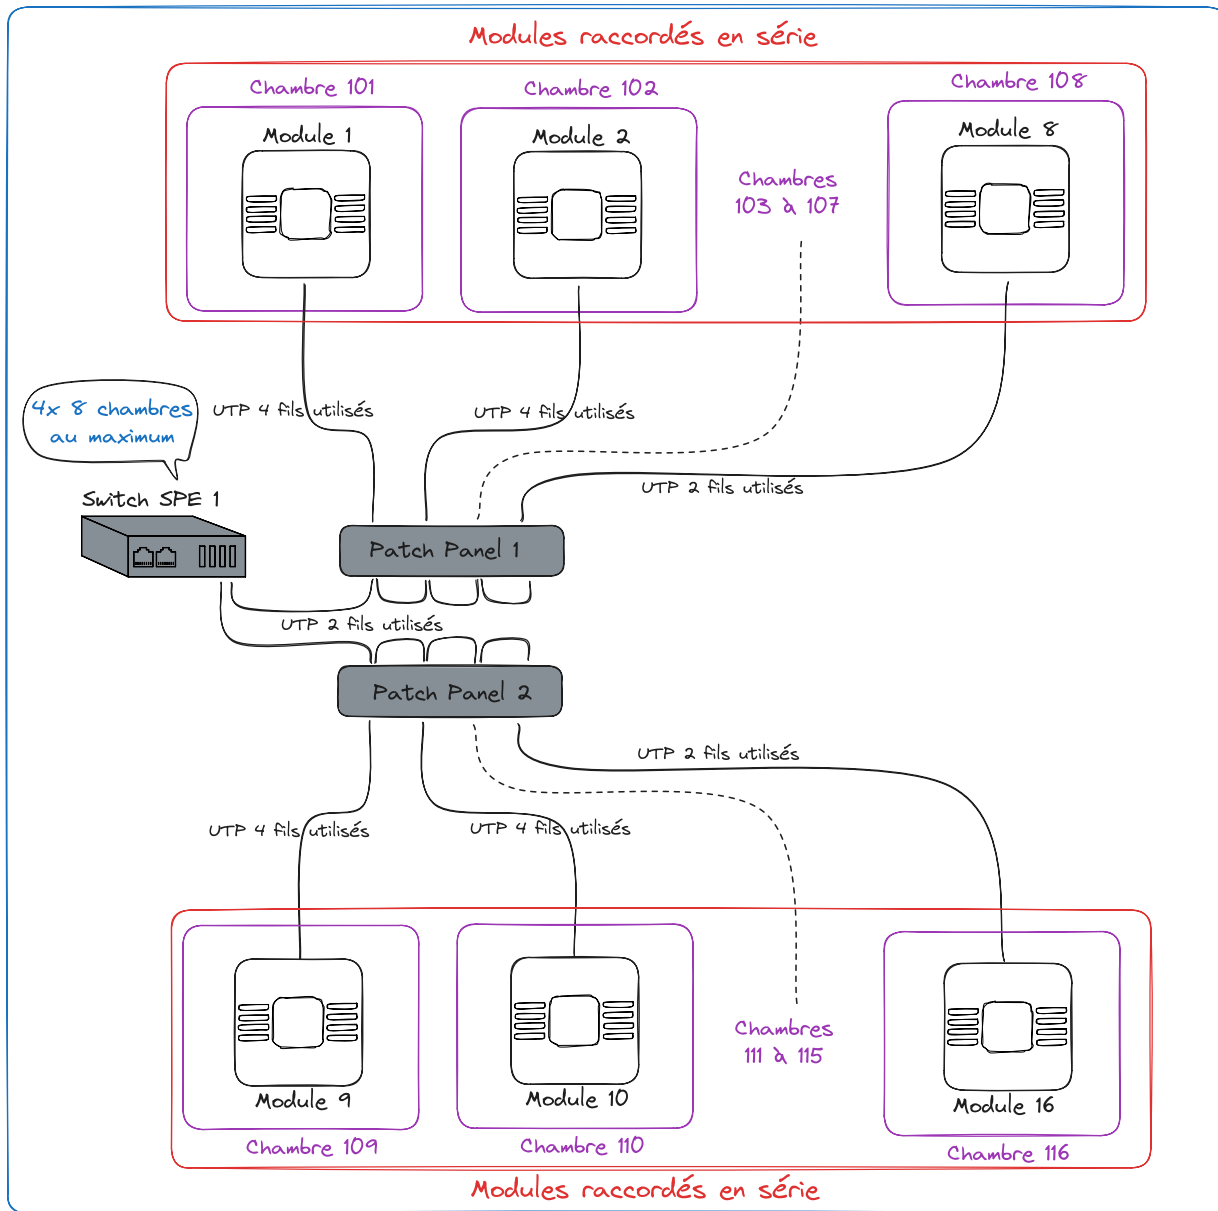 Modules raccordés en série
Chambre 101
Chambre 102
Chambre 108
Module 1
Module 2
Module 8
Chambres
103 à 107
4x 8 chambres
au maximum
UTP 4 fils utilisés
UTP 4 fils utilisés
UTP 2 fils utilisés
Switch SPE 1
Patch Panel 1
UTP 2 fils utilisés
Patch Panel 2
UTP 2 fils utilisés
UTP 4 fils utilisés
UTP 4 fils utilisés
Chambres
111 à 115
Module 9
Module 10
Module 16
Chambre 109
Chambre 110
Chambre 116
Modules raccordés en série